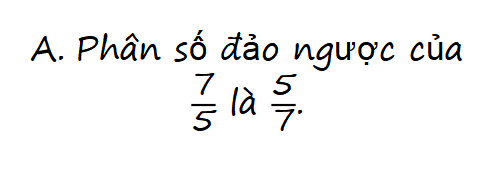 A. Phân số đảo ngược của
7/5 là 5/7.